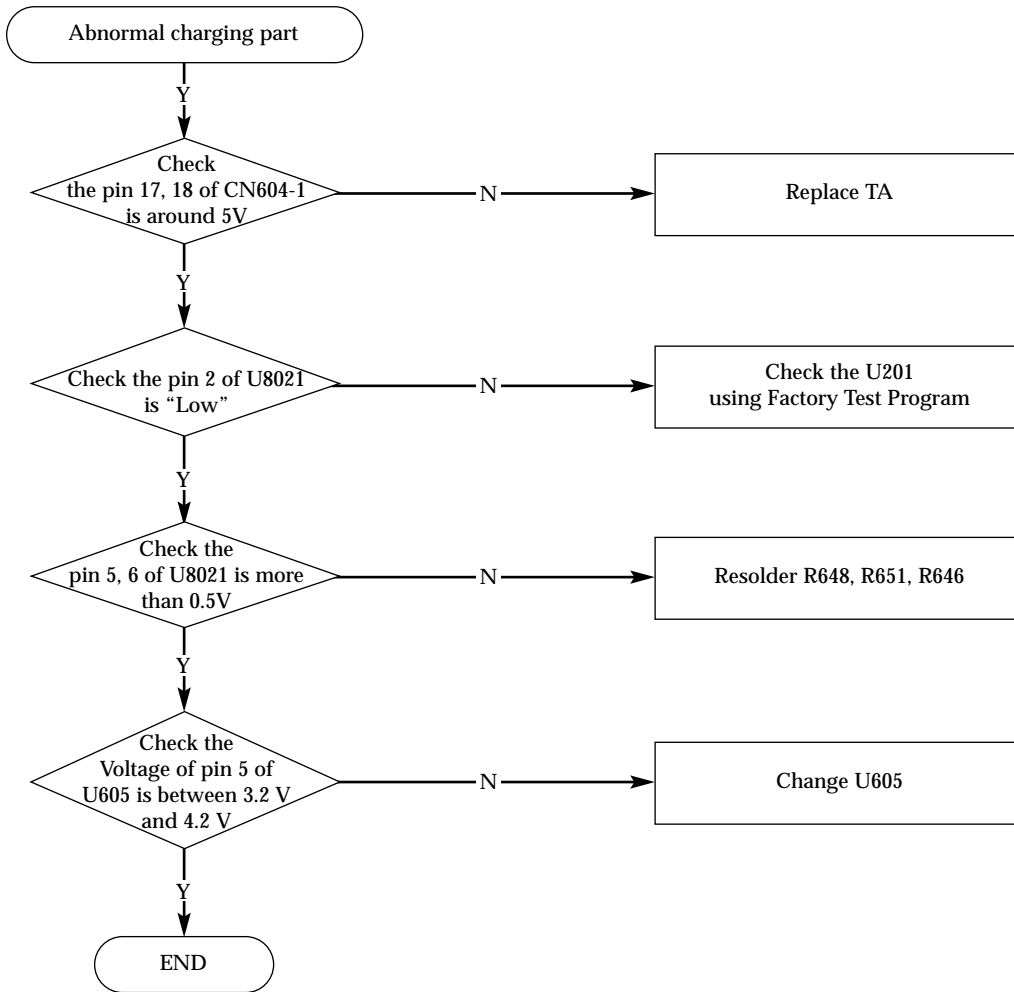 Abnormal charging part
Y
Check
the pin 17, 18 of CN604-1
is around 5V
N
Replace TA
Y
Check the pin 2 of U8021
is “Low”
N
Check the U201
using Factory Test Program
Y
Check the
pin 5, 6 of U8021 is more
than 0.5V
N
Resolder R648, R651, R646
Y
Check the
Voltage of pin 5 of
U605 is between 3.2 V
and 4.2 V
N
Change U605
Y
END